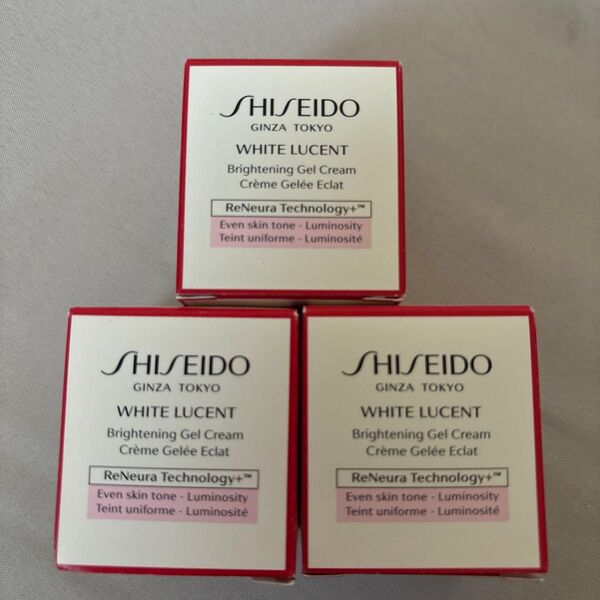 SHISEIDO
GINZA TOKYO
WHITE LUCENT
Brightening Gel Cream
Crème Gelée Eclat
ReNeura Technology+™
Even skin tone - Luminosity
Teint uniforme - Luminosité
SHISEIDO
GINZA TOKYO
WHITE LUCENT
Brightening Gel Cream
Crème Gelée Eclat
ReNeura Technology+™
Even skin tone - Luminosity
Teint uniforme - Luminosité
SHISEIDO
GINZA TOKYO
WHITE LUCENT
Brightening Gel Cream
Crème Gelée Eclat
ReNeura Technology+™
Even skin tone - Luminosity
Teint uniforme - Luminosité